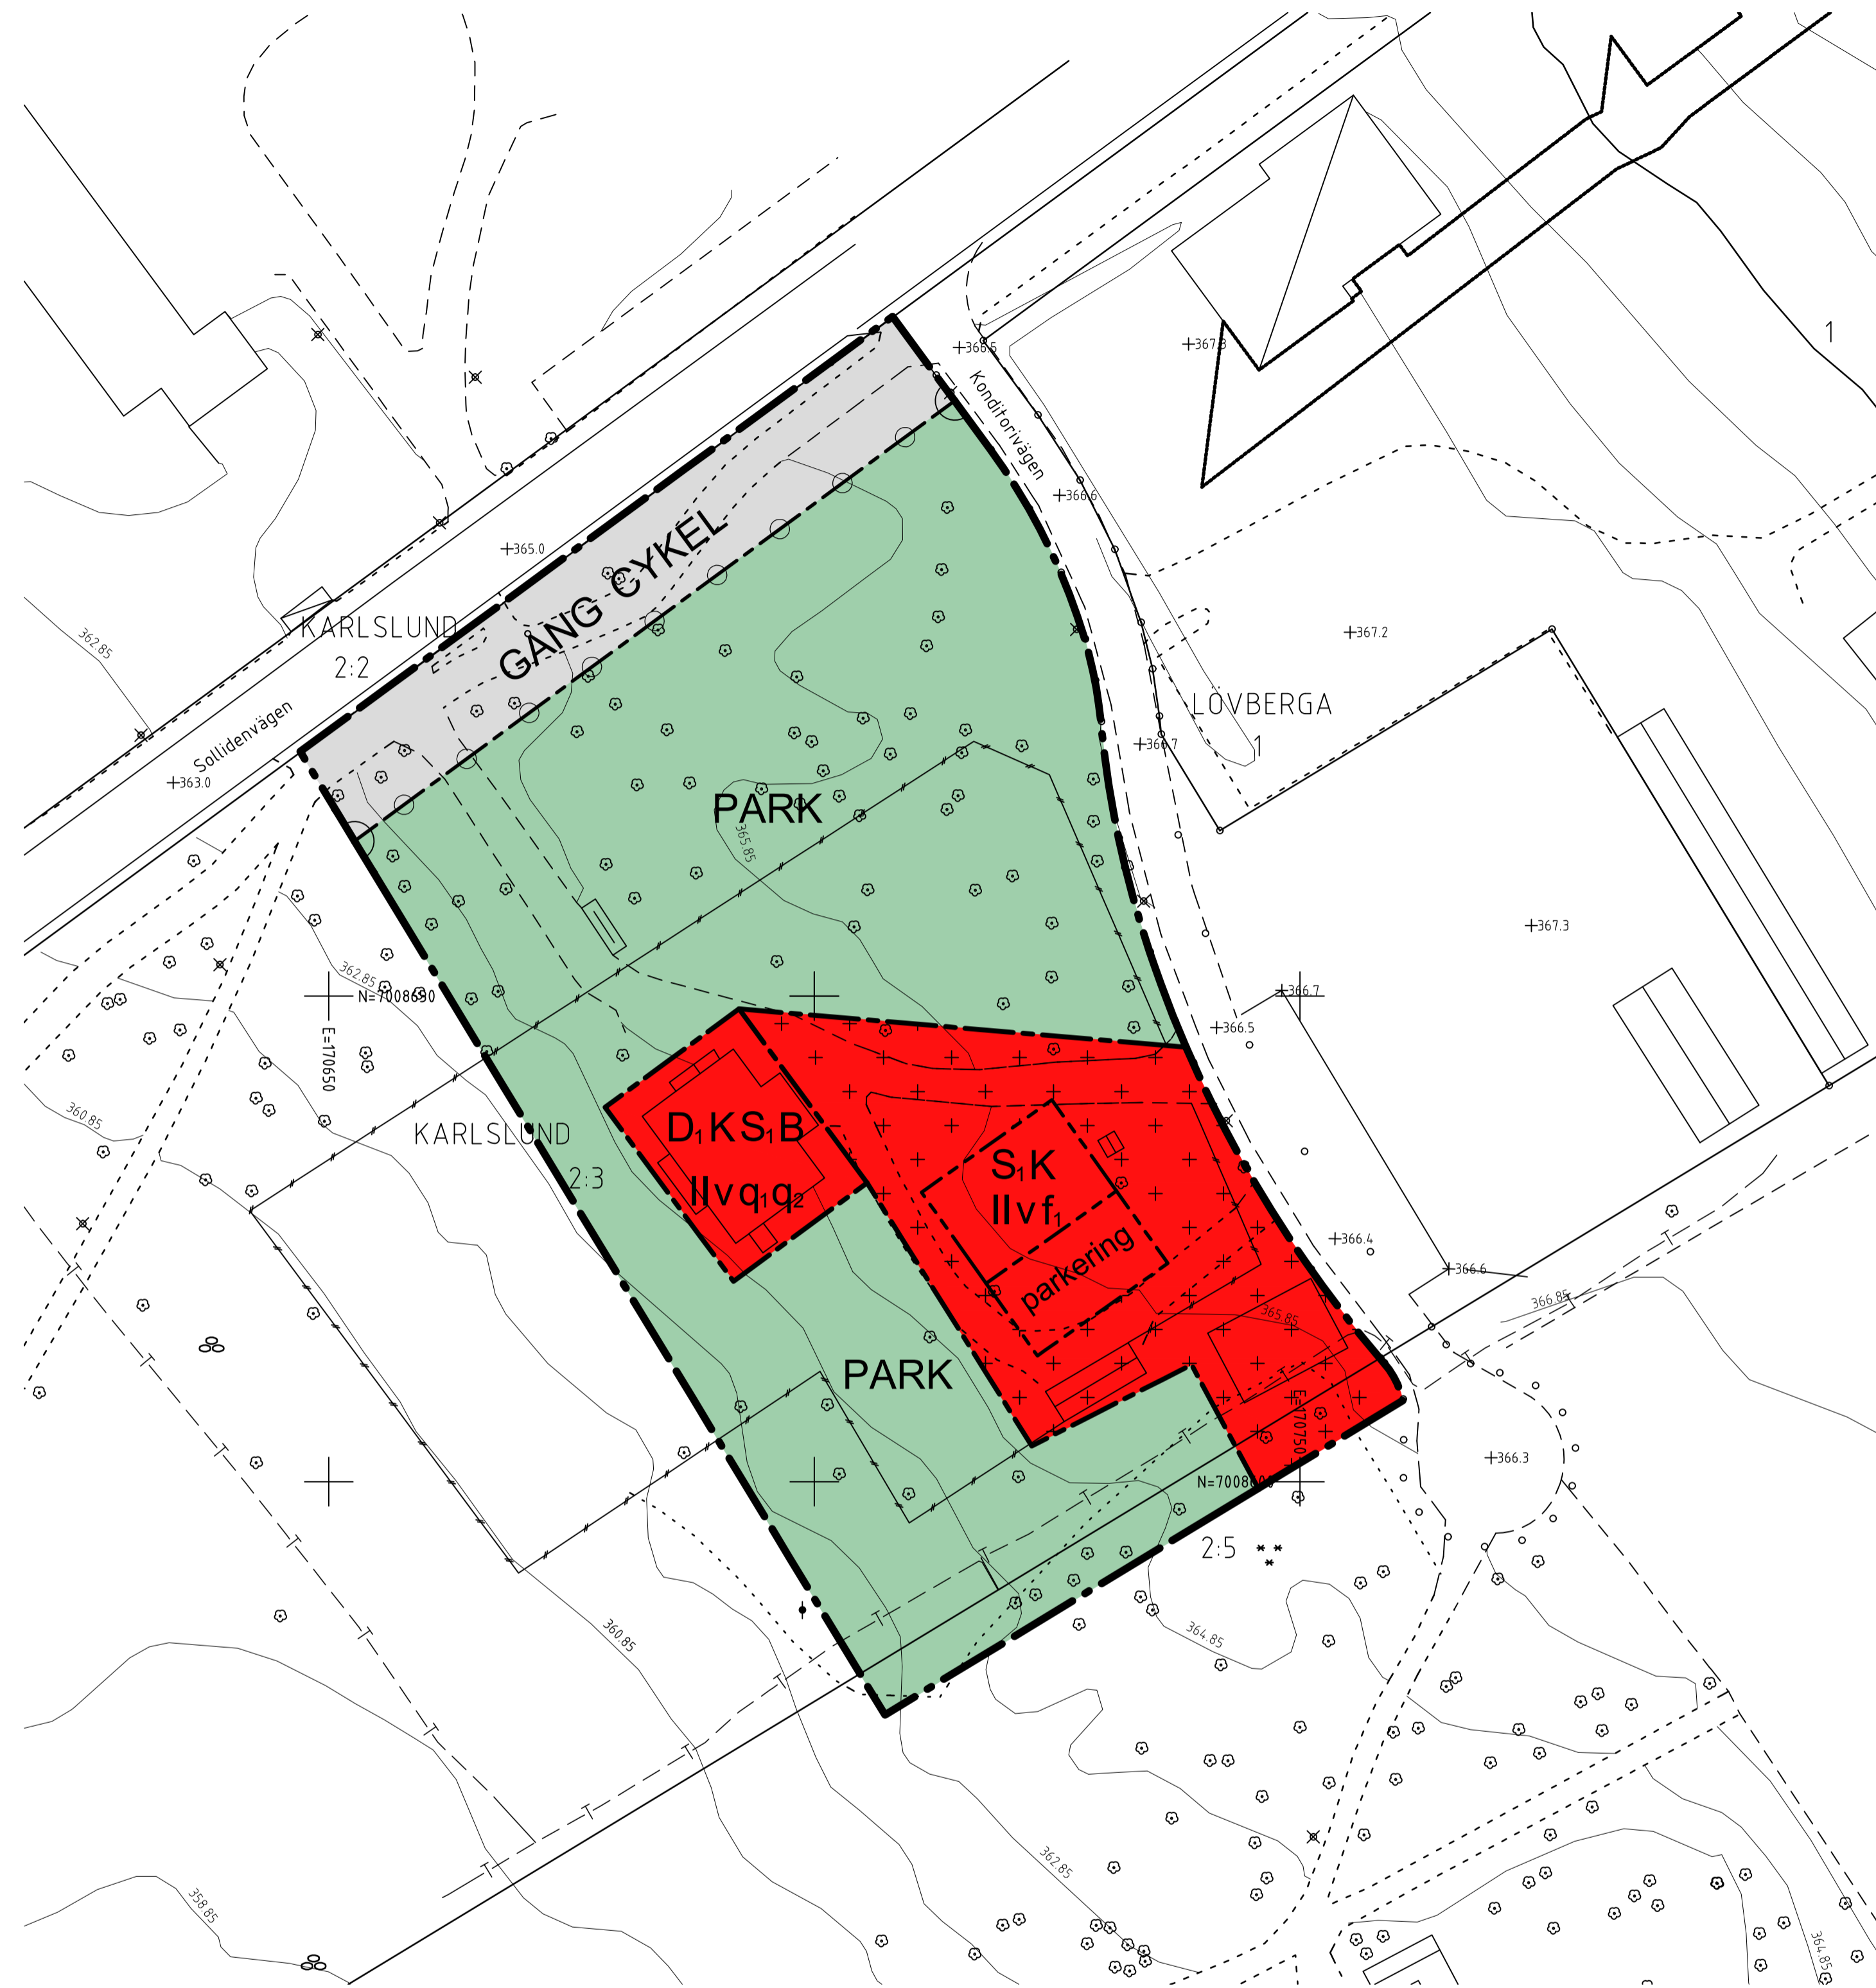 1
366.5
367.3
Konditorivägen
366.6
365.0
GÅNG CYKEL
KARLSLUND
2:2
362.85
367.2
LÖVBERGA
1
366.7
Sollidenvägen
363.0
PARK
365.85
367.3
362.85
N=7008690
E=170650
366.7
366.5
360.85
KARLSLUND
2:3
D₁KS₁B
IIvq₁q₂
S₁K
IIvf₁
parkering
366.4
366.6
366.85
365.85
PARK
E=170750
366.3
2:5
360.85
364.85
362.85
358.85
364.85